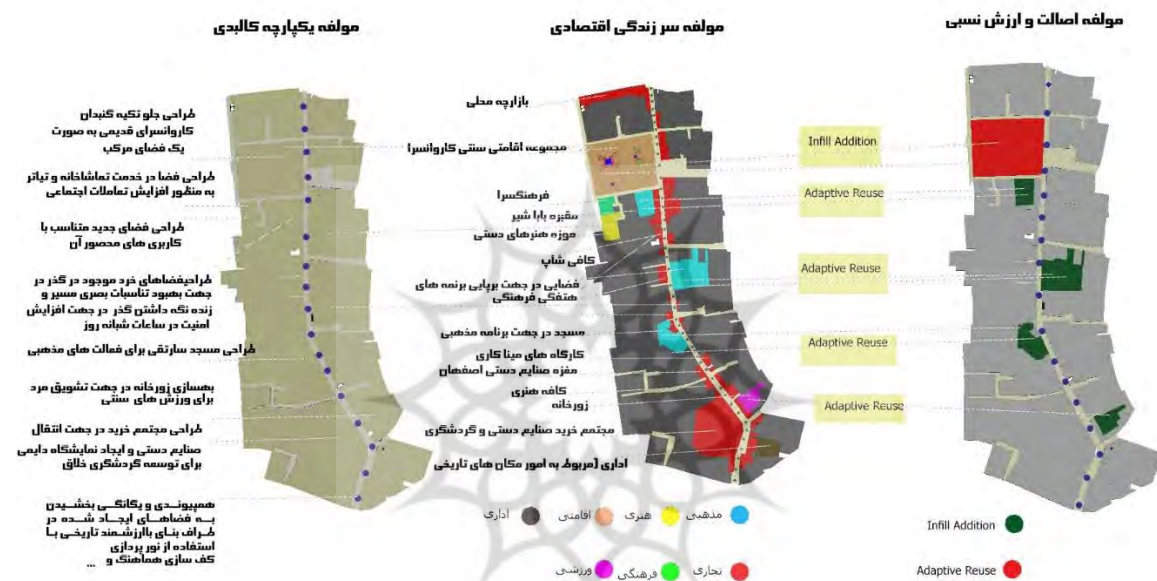 مولفه اصالت و ارزش نسبی
Infill Addition
Adaptive Reuse
Adaptive Reuse
Adaptive Reuse
Adaptive Reuse
Infill Addition
Adaptive Reuse
مولفه سر زندگی اقتصادی
بازارچه محلی
مجموعه اقامتی سنتی کاروانسرا
فرهنگسرا
مقبره بابا شیر
موزه هنرهای دستی
کافی شاپ
فضایی در جهت برپایی برنمه های
هتفگی فرهنگی
مسجد در جهت برنامه مذهبی
کارگاه های مینا کاری
مغزه صنایع دستی اصفهان
کافه هنری
زورخانه
مجتمع خرید صنایع دستی و گردشگری
اداری (مربوط به امور مکان های تاریخی
مذهبی
هنری
اقامتی
اداری
تجاری
فرهنگی
ورزشی
مولفه یکپارچه کالبدی
طراحی جلو تکیه گنبدان
کاروانسرای قدیمی به صورت
یک فضای مرکب
طراحی فضا در خدمت تماشاخانه و تیاتر
به منظور افزایش تعاملات اجتماعی
طراحی فضای جدید متناسب با
کاربری های محصور آن
طراحیفضاهای خرد موجود در گذر در
جهت بهبود تناسبات بصری مسیر و
زنده نگه داشتن گذر در جهت افزایش
امنیت در ساعات شبانه روز
طراحی مسجد سارتقی برای فعالت های مذهبی
بهسازی زورخانه در جهت تشویق مرد
برای ورزش های سنتی
طراحی مجتمع خرید در جهت انتقال
صنایع دستی و ایجاد نمایشگاه دایمی
برای توسعه گردشگری خلاق
همپیوندی و یگانگی بخشیدن
به فضاهای ایجاد شده در
طراف بنای باارزشمند تاریخی با
استفاده از نور پردازی
کف سازی هماهنگ و ...